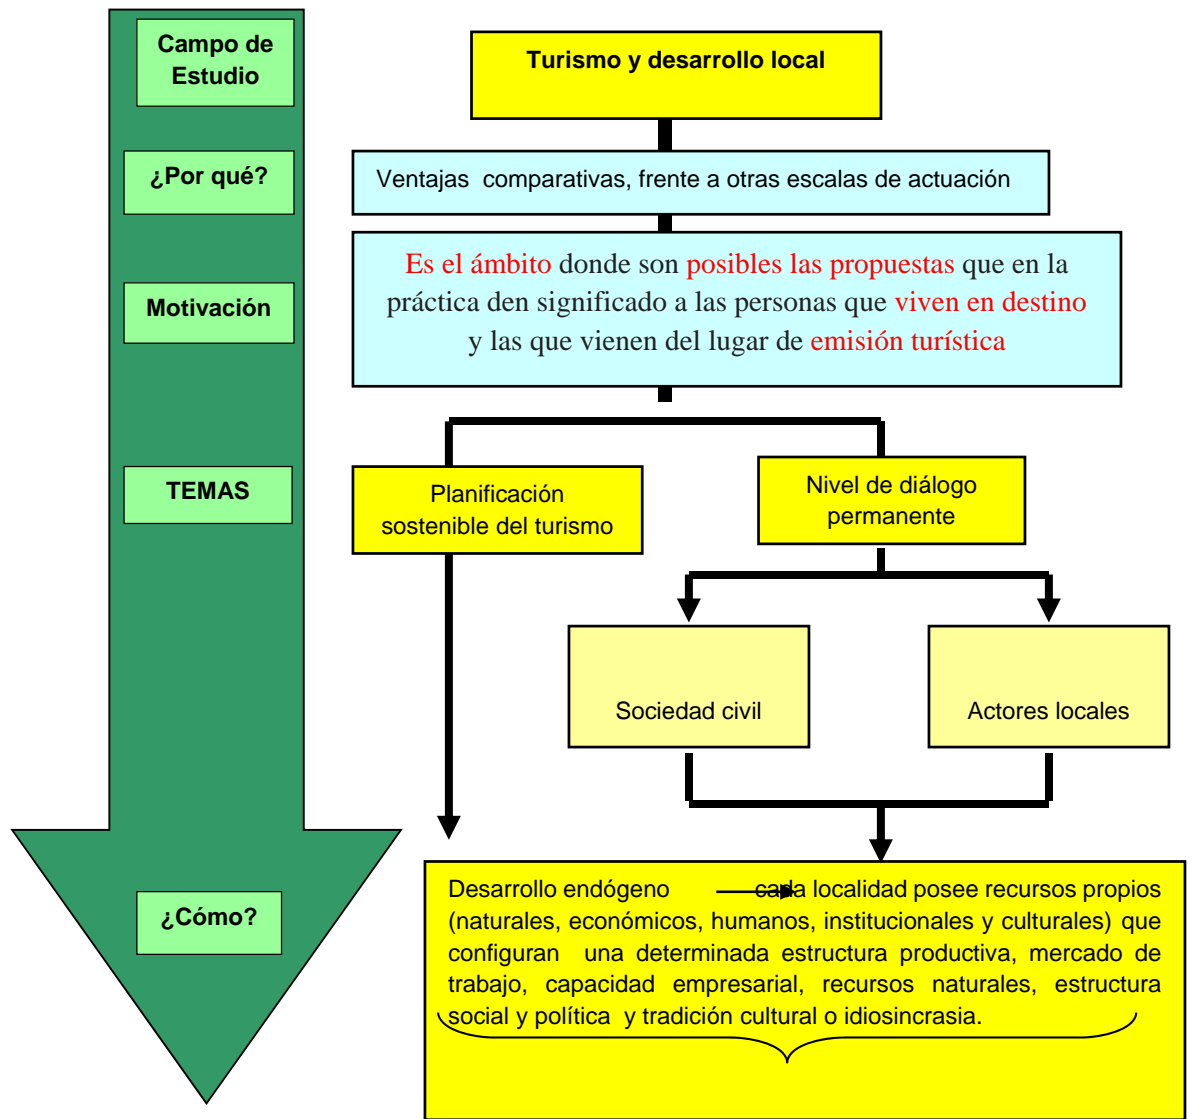 Campo de
Estudio
Turismo y desarrollo local
¿Por qué?
Ventajas comparativas, frente a otras escalas de actuación
Motivación
Es el ámbito donde son posibles las propuestas que en la
práctica den significado a las personas que viven en destino
y las que vienen del lugar de emisión turística
TEMAS
Planificación
sostenible del turismo
Nivel de diálogo
permanente
Sociedad civil
Actores locales
¿Cómo?
Desarrollo endógeno cada localidad posee recursos propios
(naturales, económicos, humanos, institucionales y culturales) que
configuran una determinada estructura productiva, mercado de
trabajo, capacidad empresarial, recursos naturales, estructura
social y política y tradición cultural o idiosincrasia.